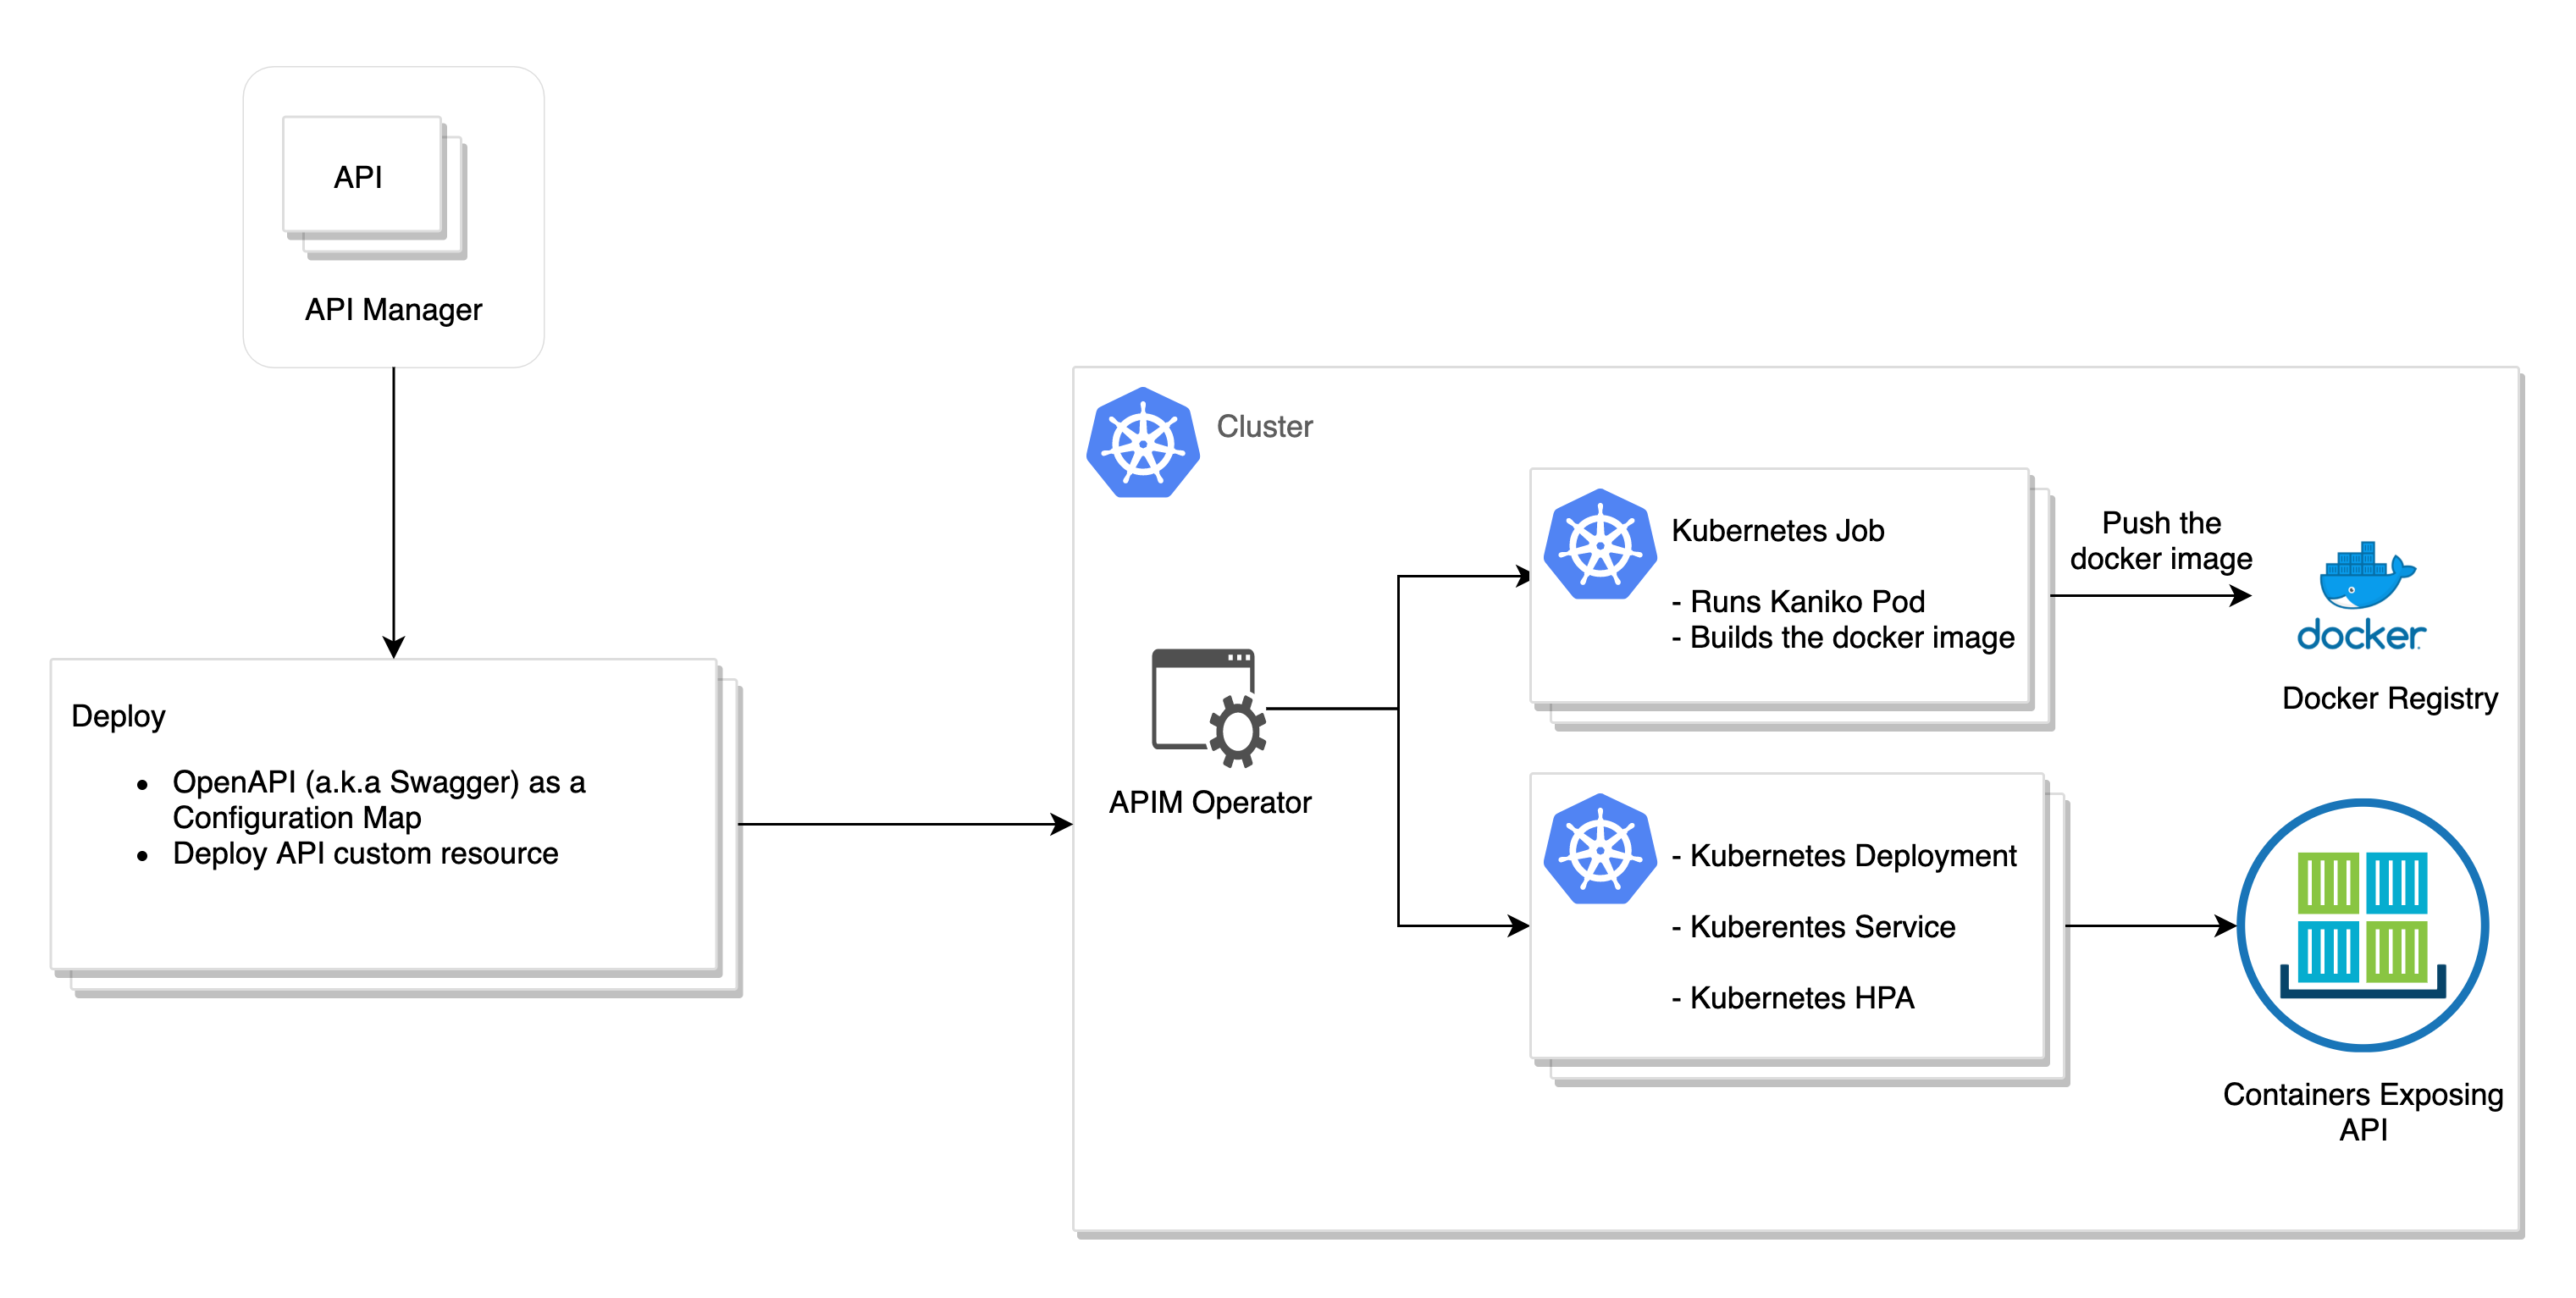 API
API Manager
Deploy
• OpenAPI (a.k.a Swagger) as a
Configuration Map
• Deploy API custom resource
Cluster
APIM Operator
Kubernetes Job
- Runs Kaniko Pod
- Builds the docker image
Push the
docker image
docker
Docker Registry
- Kubernetes Deployment
- Kuberentes Service
- Kubernetes HPA
Containers Exposing
API